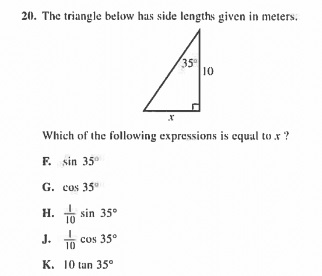 20. The triangle below has side lengths given in meters.
35°
10
x
Which of the following expressions is equal to x ?
F. sin 35°
G. cos 35°
H. 1/10 sin 35°
J. 1/10 cos 35°
K. 10 tan 35°